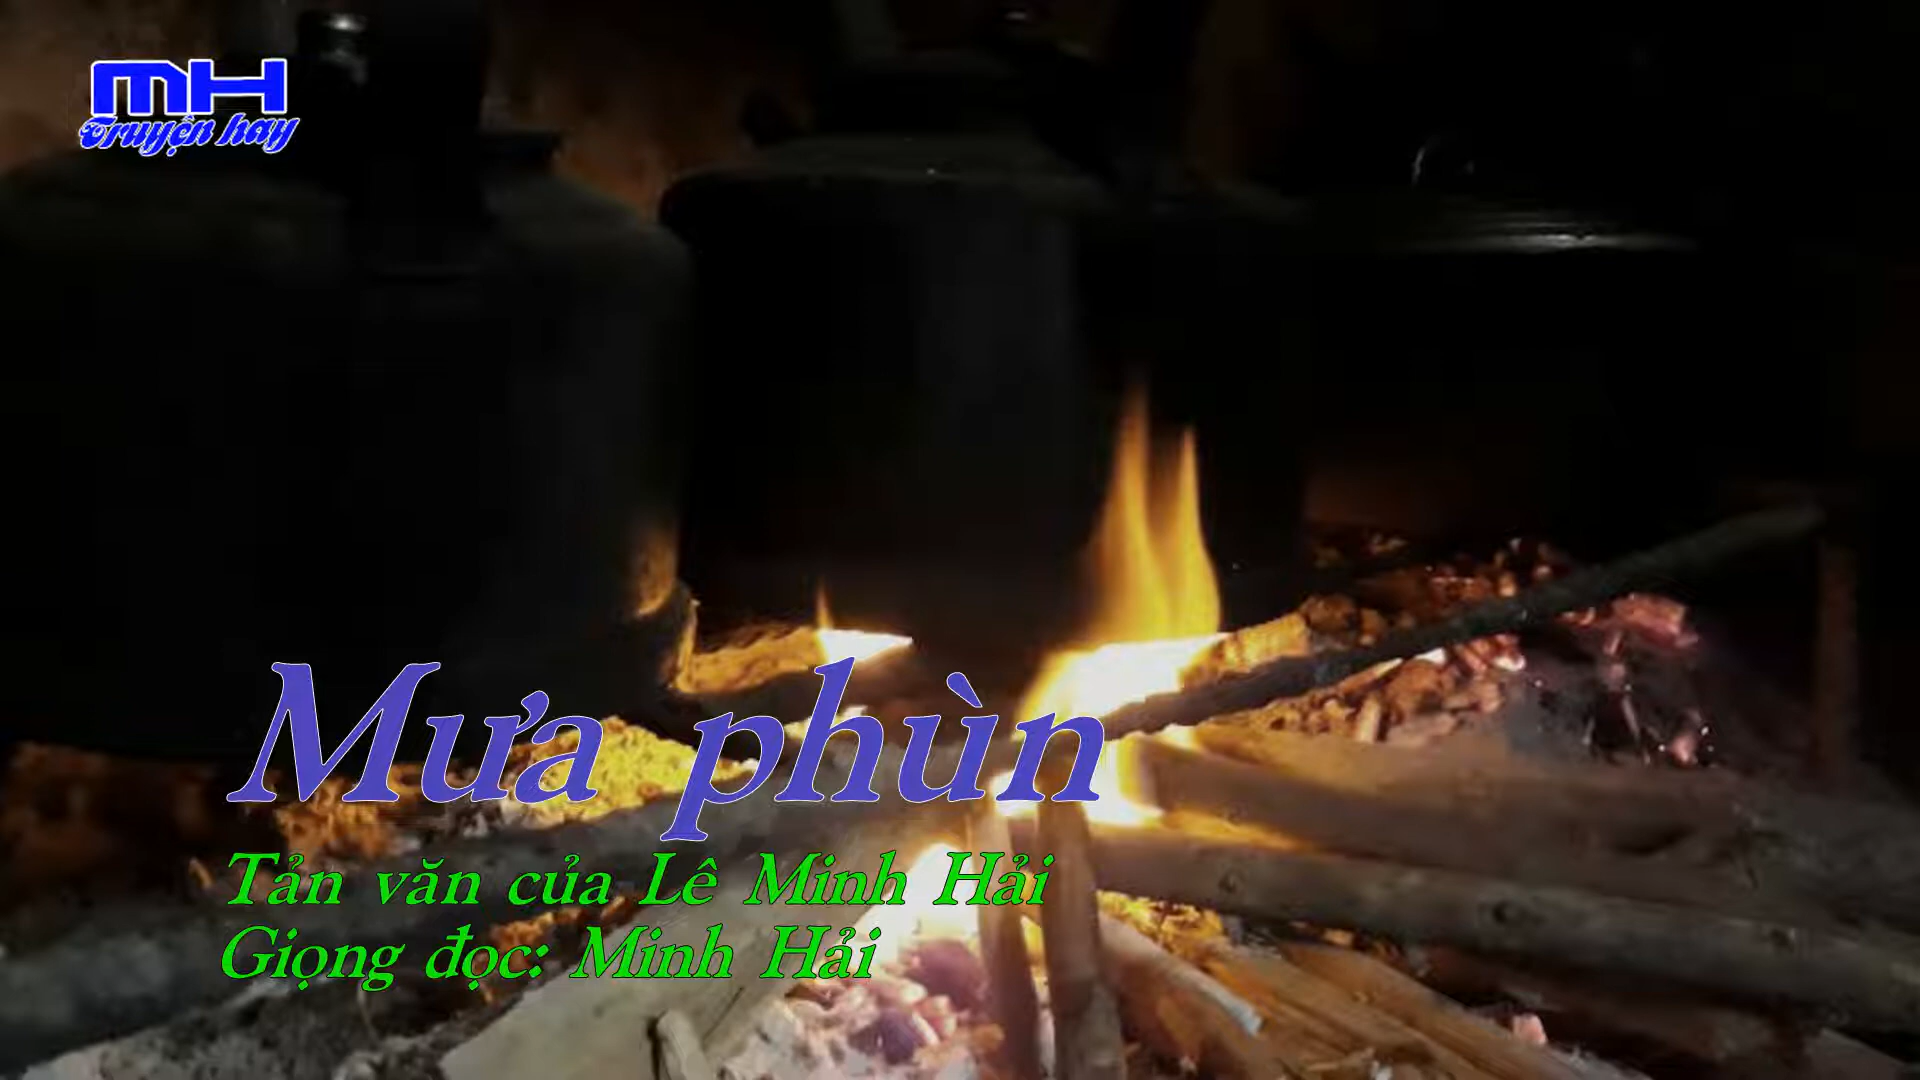 MH
Truyện hay
Mưa phùn
Tản văn của Lê Minh Hải
Giọng đọc: Minh Hải